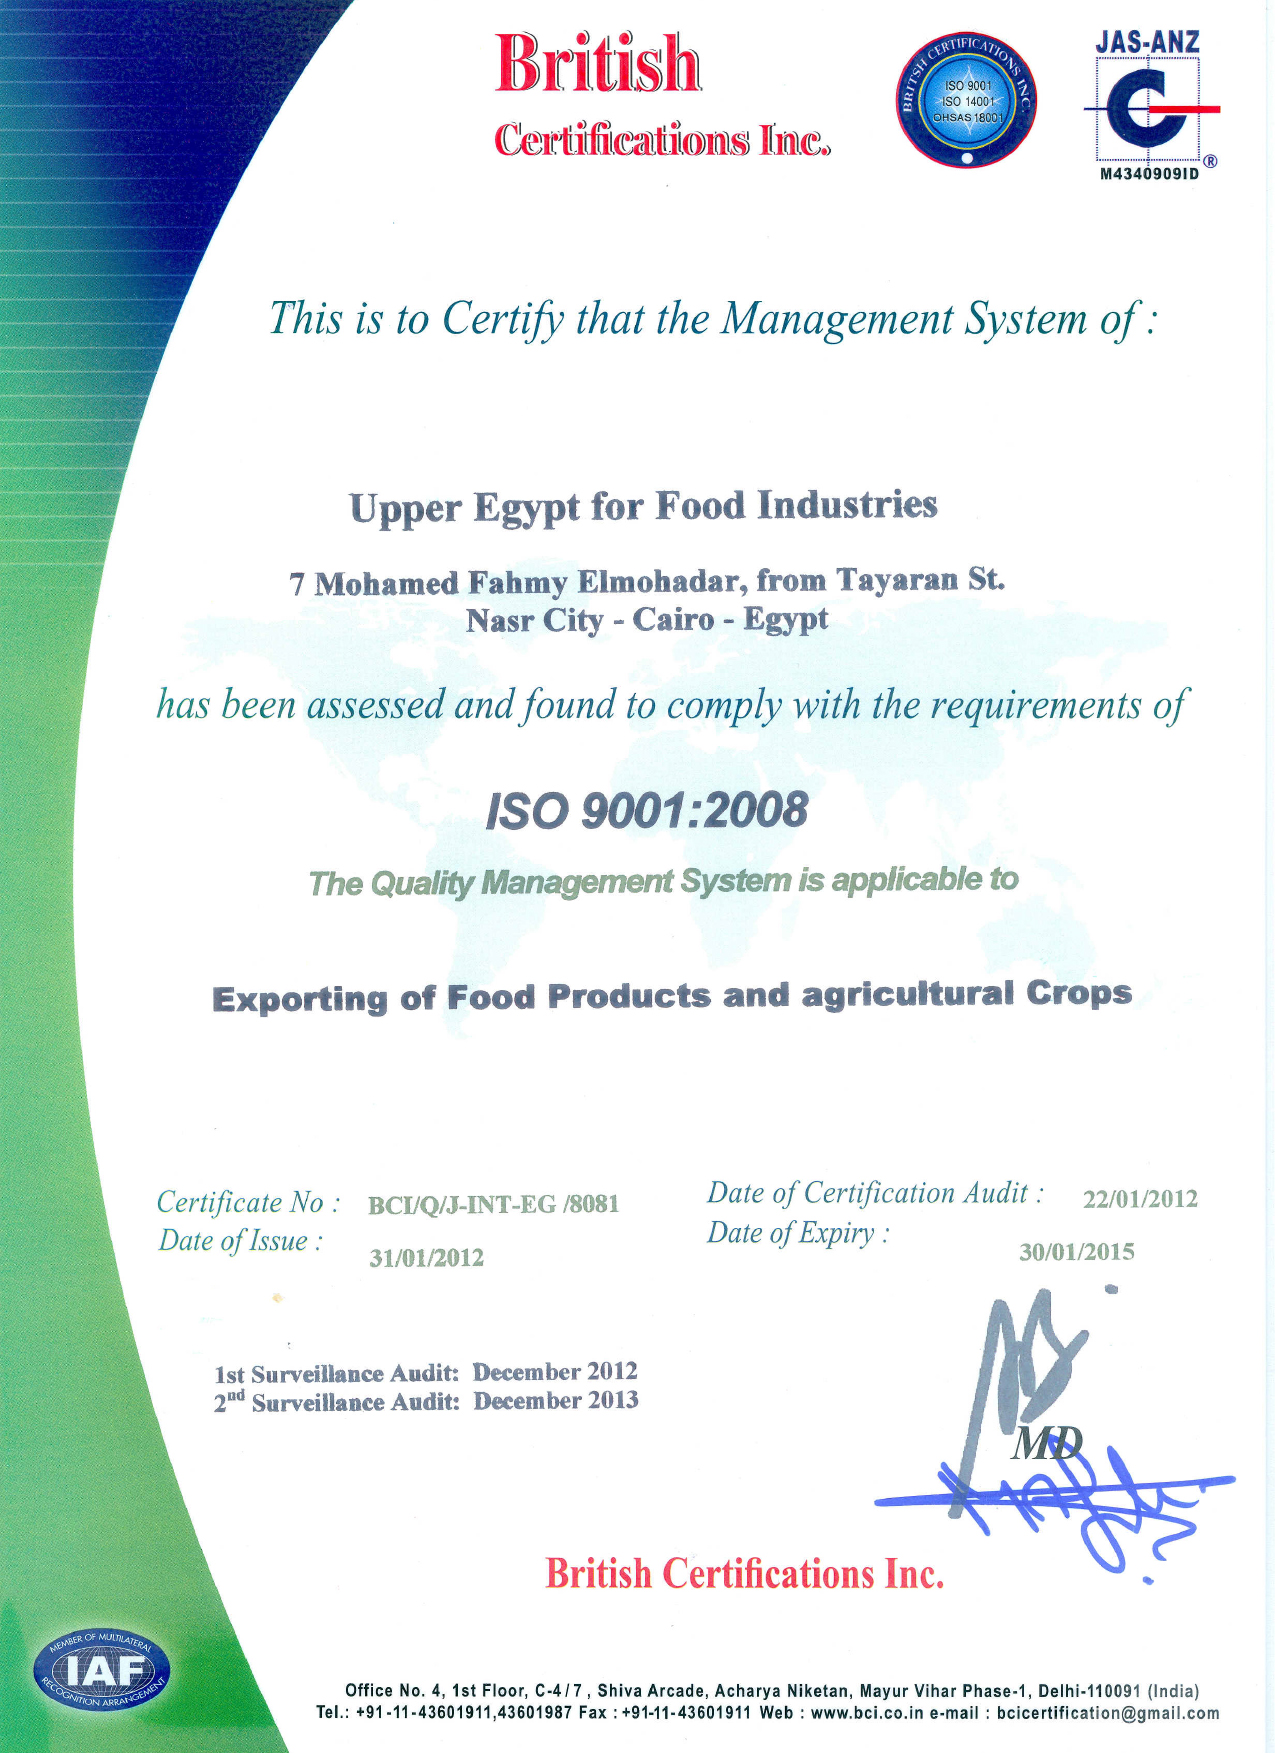 British
Certifications Inc.
BRITISH CERTIFICATIONS INC.
ISO 9001
ISO 14001
OHSAS 18001
JAS-ANZ
®
M4340909ID
This is to Certify that the Management System of :
Upper Egypt for Food Industries
7 Mohamed Fahmy Elmohadar, from Tayaran St.
Nasr City - Cairo - Egypt
has been assessed and found to comply with the requirements of
ISO 9001:2008
The Quality Management System is applicable to
Exporting of Food Products and agricultural Crops
Certificate No : BCI/Q/J-INT-EG /8081
Date of Issue : 31/01/2012
Date of Certification Audit : 22/01/2012
Date of Expiry : 30/01/2015
1st Surveillance Audit: December 2012
2nd Surveillance Audit: December 2013
MD
British Certifications Inc.
MEMBER OF MULTILATERAL
IAF
RECOGNITION ARRANGEMENT
Office No. 4, 1st Floor, C-4/7 , Shiva Arcade, Acharya Niketan, Mayur Vihar Phase-1, Delhi-110091 (India)
Tel.: +91-11-43601911,43601987 Fax : +91-11-43601911 Web : www.bci.co.in e-mail : bcicertification@gmail.com